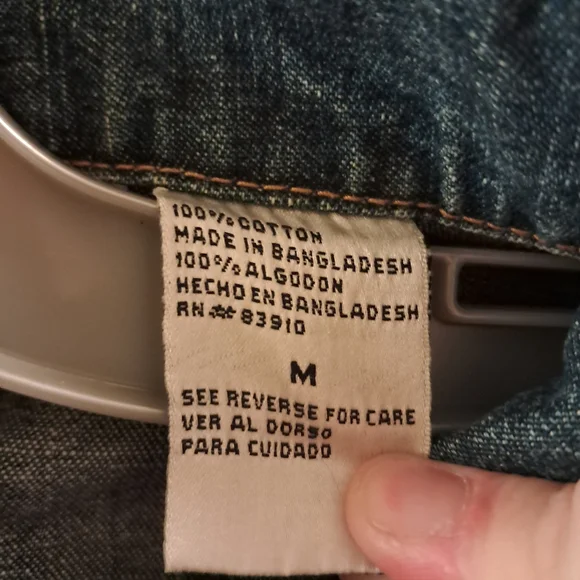 100% COTTON
MADE IN BANGLADESH
100% ALGODON
HECHO EN BANGLADESH
RN# 83910
M
SEE REVERSE FOR CARE
VER AL DORSO
PARA CUIDADO